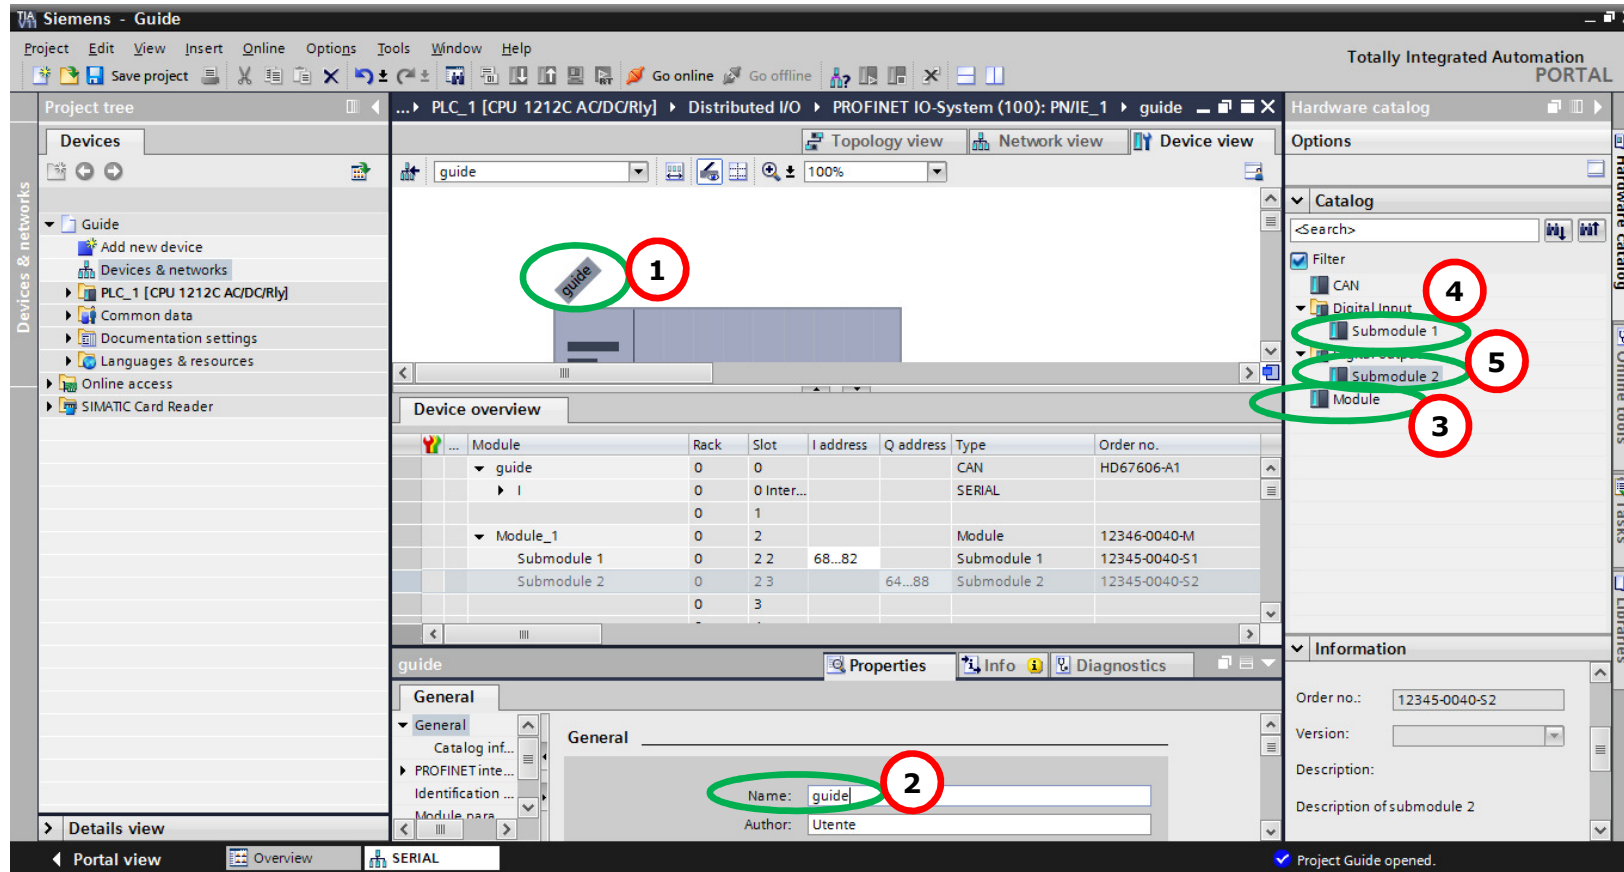 Siemens - Guide
Project Edit View Insert Online Options Tools Window Help
Totally Integrated Automation
PORTAL
Save project Go online Go offline
Project tree
Devices
Guide
Add new device
Devices & networks
PLC_1 [CPU 1212C AC/DC/Rly]
Common data
Documentation settings
Languages & resources
Online access
SIMATIC Card Reader
Details view
Devices & networks
... PLC_1 [CPU 1212C AC/DC/Rly] Distributed I/O PROFINET IO-System (100): PN/IE_1 guide
Topology view Network view Device view
guide 100%
guide
1
Device overview
... Module Rack Slot I address Q address Type Order no.
guide 0 0 CAN HD67606-A1
I 0 0 Inter... SERIAL
0 1
Module_1 0 2 Module 12346-0040-M
Submodule 1 0 2 2 68...82 Submodule 1 12345-0040-S1
Submodule 2 0 2 3 64...88 Submodule 2 12345-0040-S2
0 3
guide
Properties Info Diagnostics
General
General
Catalog inf...
PROFINET inte...
Identification ...
Module para...
General
Name: guide
2
Author: Utente
Hardware catalog
Options
Catalog
<Search>
Filter
CAN
4
Digital Input
Submodule 1
5
Submodule 2
Module
3
Information
Order no.: 12345-0040-S2
Version:
Description:
Description of submodule 2
Hardware catalog
Online tools
Tasks
Libraries
Portal view Overview SERIAL
Project Guide opened.